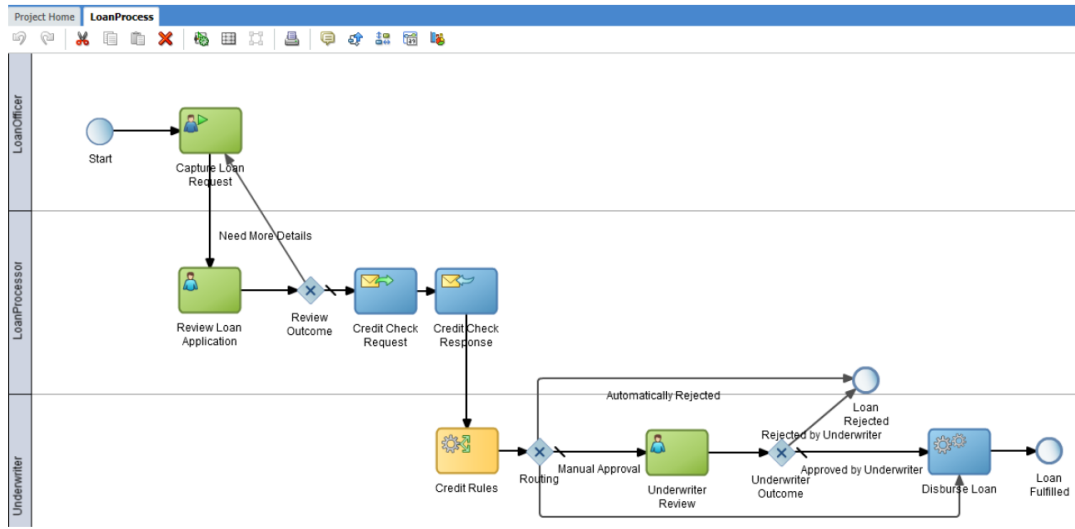 Project Home
LoanProcess
LoanOfficer
Start
Capture Loan
Request
Need More Details
LoanProcessor
Review Loan
Application
Review
Outcome
Credit Check
Request
Credit Check
Response
Automatically Rejected
Loan
Rejected
Underwriter
Credit Rules
Routing
Manual Approval
Underwriter
Review
Rejected by Underwriter
Underwriter
Outcome
Approved by Underwriter
Disburse Loan
Loan
Fulfilled